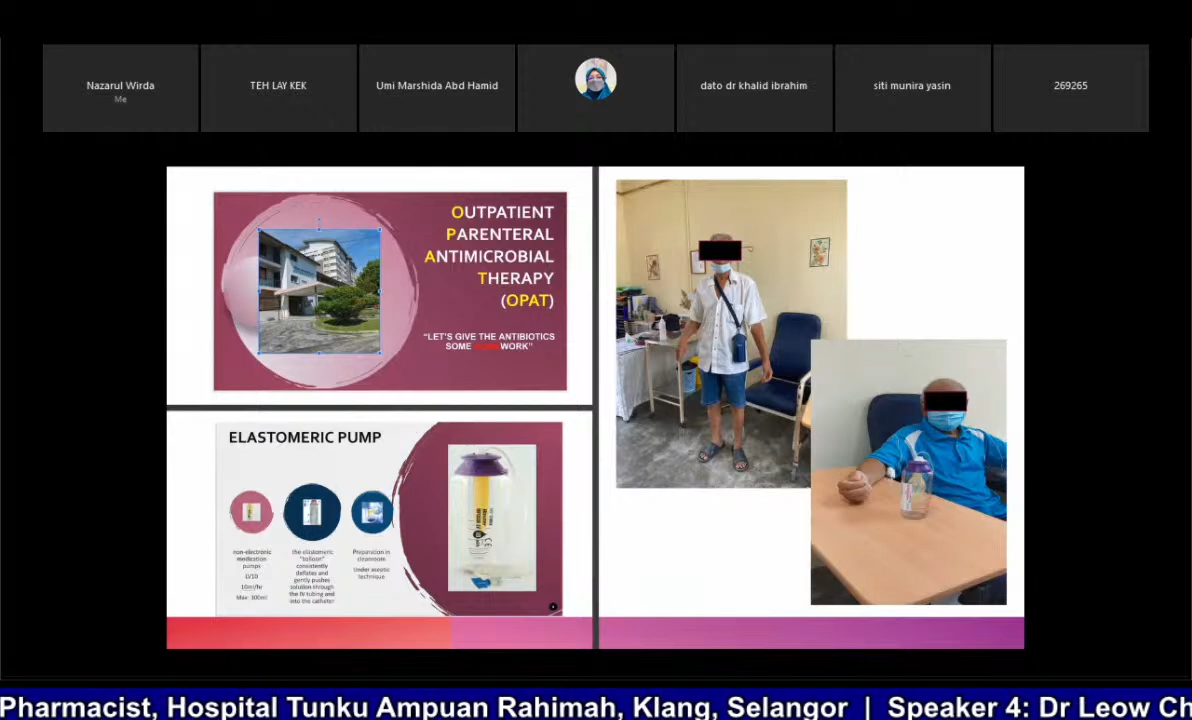 Nazarul Wirda
Me
TEH LAY KEK
Umi Marshida Abd Hamid
dato dr khalid ibrahim
siti munira yasin
269265
OUTPATIENT
PARENTERAL
ANTIMICROBIAL
THERAPY
(OPAT)
“LET'S GIVE THE ANTIBIOTICS
SOME WORK”
ELASTOMERIC PUMP
non-electronic
medication
pumps
LV10
10ml/hr
Max: 300ml
the elastomeric
"balloon"
consistently
deflates and
gently pushes
solution through
the IV tubing and
into the catheter
Preparation in
cleanroom
Under aseptic
technique
Pharmacist, Hospital Tunku Ampuan Rahimah, Klang, Selangor | Speaker 4: Dr Leow Ch